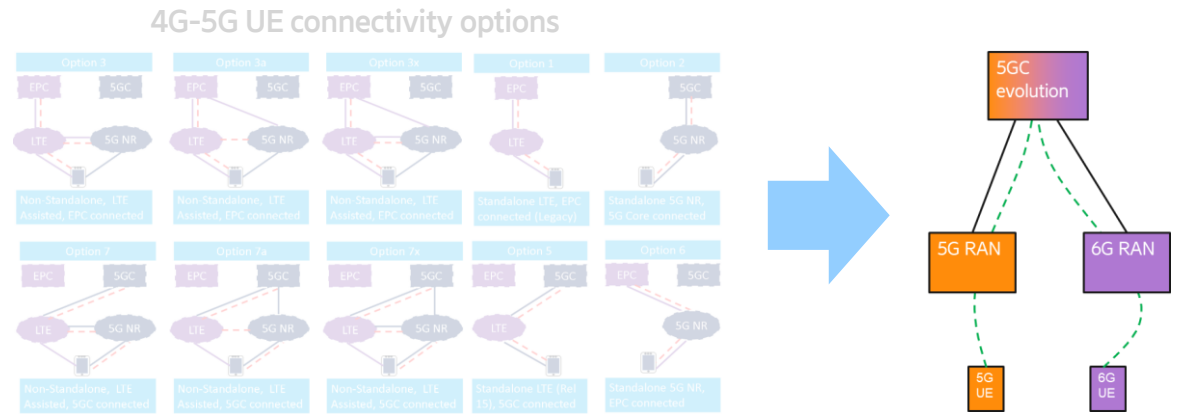 4G-5G UE connectivity options
Option 3
Option 3a
Option 3x
Option 1
Option 2
EPC
5GC
EPC
5GC
EPC
5GC
EPC
5GC
LTE
5G NR
LTE
5G NR
LTE
5G NR
LTE
5G NR
Non-Standalone, LTE
Assisted, EPC connected
Non-Standalone, LTE
Assisted, EPC connected
Non-Standalone, LTE
Assisted, EPC connected
Standalone LTE, EPC
connected (Legacy)
Standalone 5G NR,
5G Core connected
Option 7
Option 7a
Option 7x
Option 5
Option 6
EPC
5GC
EPC
5GC
EPC
5GC
EPC
5GC
EPC
5GC
LTE
5G NR
LTE
5G NR
LTE
5G NR
LTE
5G NR
Non-Standalone, LTE
Assisted, 5GC connected
Non-Standalone, LTE
Assisted, 5GC connected
Non-Standalone, LTE
Assisted, 5GC connected
Standalone LTE (Rel
15), 5GC connected
Standalone 5G NR,
EPC connected
5GC
evolution
5G RAN
6G RAN
5G
UE
6G
UE